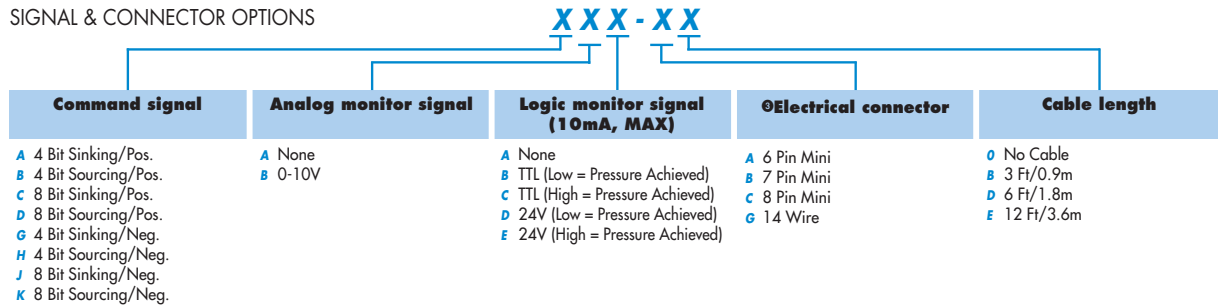 SIGNAL & CONNECTOR OPTIONS
X X X - X X
Command signal
A 4 Bit Sinking/Pos.
B 4 Bit Sourcing/Pos.
C 8 Bit Sinking/Pos.
D 8 Bit Sourcing/Pos.
G 4 Bit Sinking/Neg.
H 4 Bit Sourcing/Neg.
J 8 Bit Sinking/Neg.
K 8 Bit Sourcing/Neg.
Analog monitor signal
A None
B 0-10V
Logic monitor signal
(10mA, MAX)
A None
B TTL (Low = Pressure Achieved)
C TTL (High = Pressure Achieved)
D 24V (Low = Pressure Achieved)
E 24V (High = Pressure Achieved)
Electrical connector
A 6 Pin Mini
B 7 Pin Mini
C 8 Pin Mini
G 14 Wire
Cable length
0 No Cable
B 3 Ft/0.9m
D 6 Ft/1.8m
E 12 Ft/3.6m